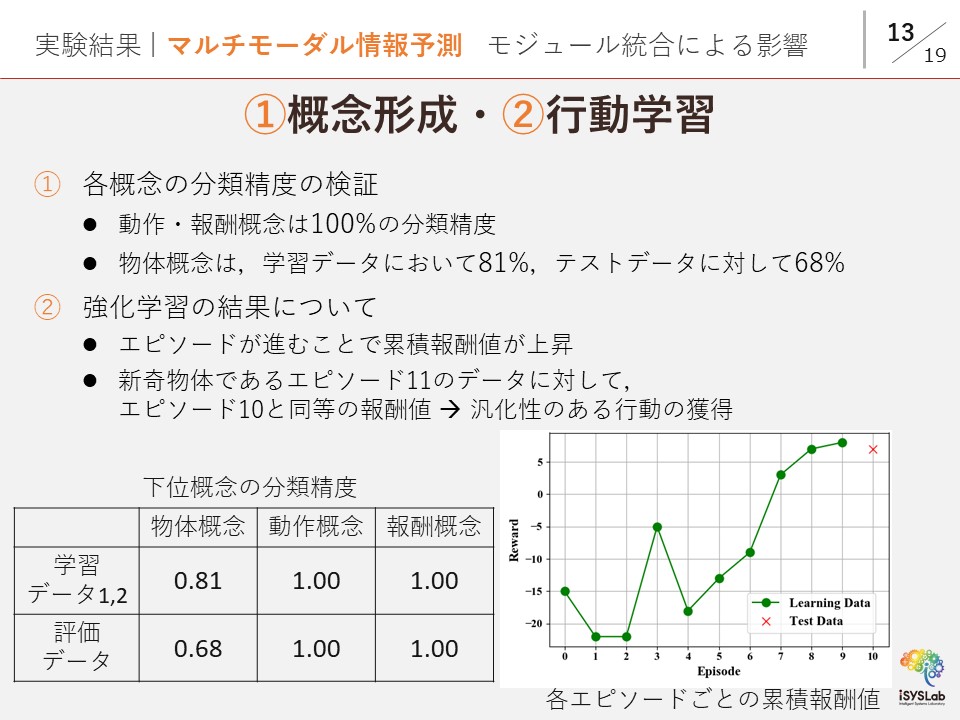 実験結果 | マルチモーダル情報予測　モジュール統合による影響
13
19
①概念形成・②行動学習
① 各概念の分類精度の検証
● 動作・報酬概念は100%の分類精度
● 物体概念は，学習データにおいて81%，テストデータに対して68%
② 強化学習の結果について
● エピソードが進むことで累積報酬値が上昇
● 新奇物体であるエピソード11のデータに対して，
エピソード10と同等の報酬値 → 汎化性のある行動の獲得
下位概念の分類精度
物体概念 動作概念 報酬概念
学習
データ1,2
0.81 1.00 1.00
評価
データ
0.68 1.00 1.00
Reward
5
0
−5
−10
−15
−20
Learning Data
Test Data
0 1 2 3 4 5 6 7 8 9 10
Episode
各エピソードごとの累積報酬値
iSYSLab
Intelligent Systems Laboratory